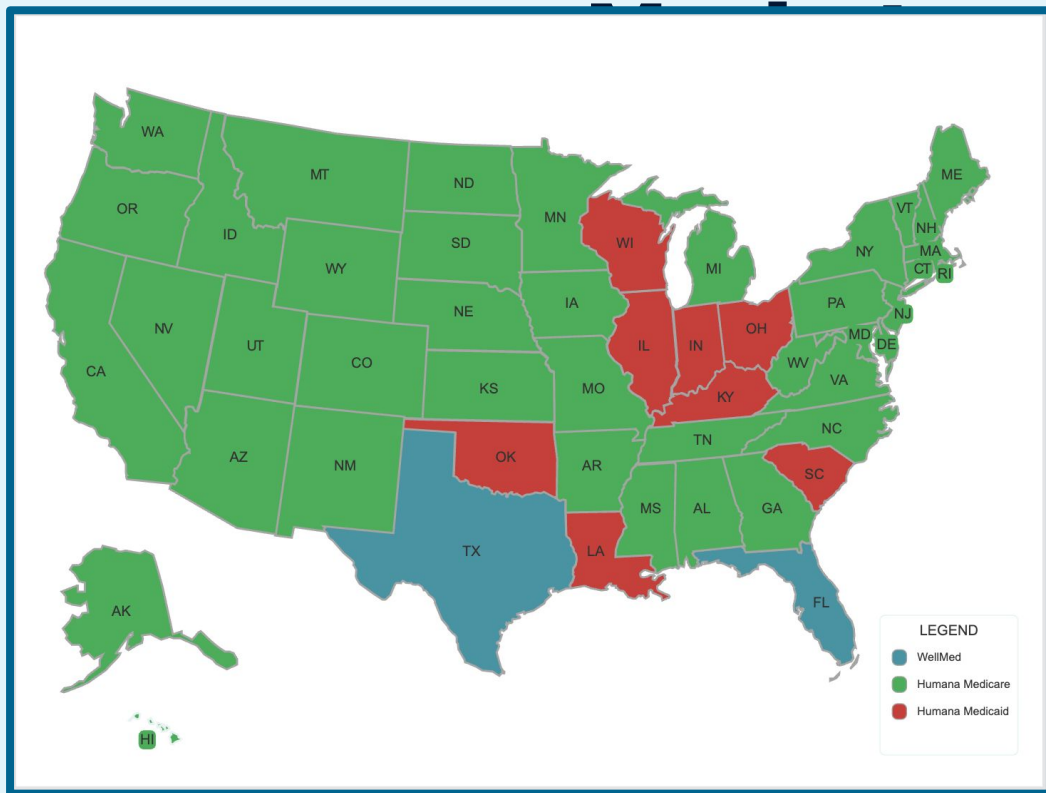 WA
MT
ND
MN
ME
OR
ID
SD
WI
VT
NH
NY
MA
WY
MI
CT
RI
IA
PA
NE
NJ
NV
UT
IL
IN
OH
MD
DE
CO
WV
CA
KS
MO
VA
KY
NC
TN
AZ
NM
OK
AR
SC
MS
AL
GA
TX
LA
AK
FL
HI
LEGEND
WellMed
Humana Medicare
Humana Medicaid